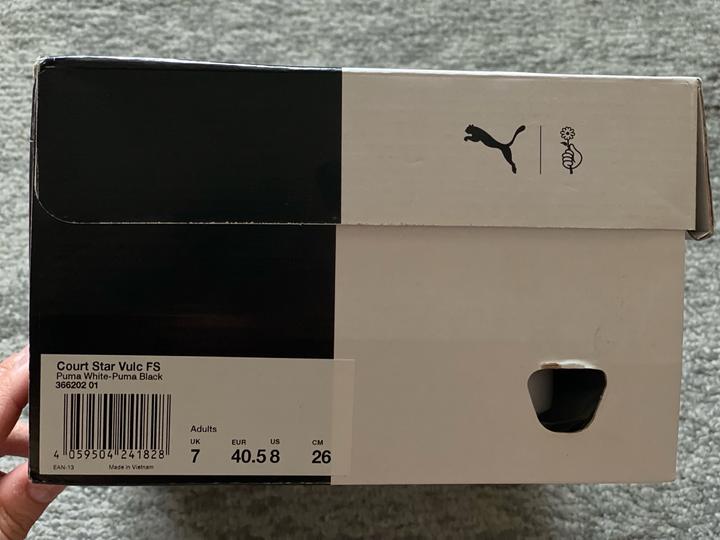 Court Star Vulc FS
Puma White-Puma Black
366202 01
4 059504 241828
EAN-13 Made in Vietnam
Adults
UK EUR US CM
7 40.5 8 26